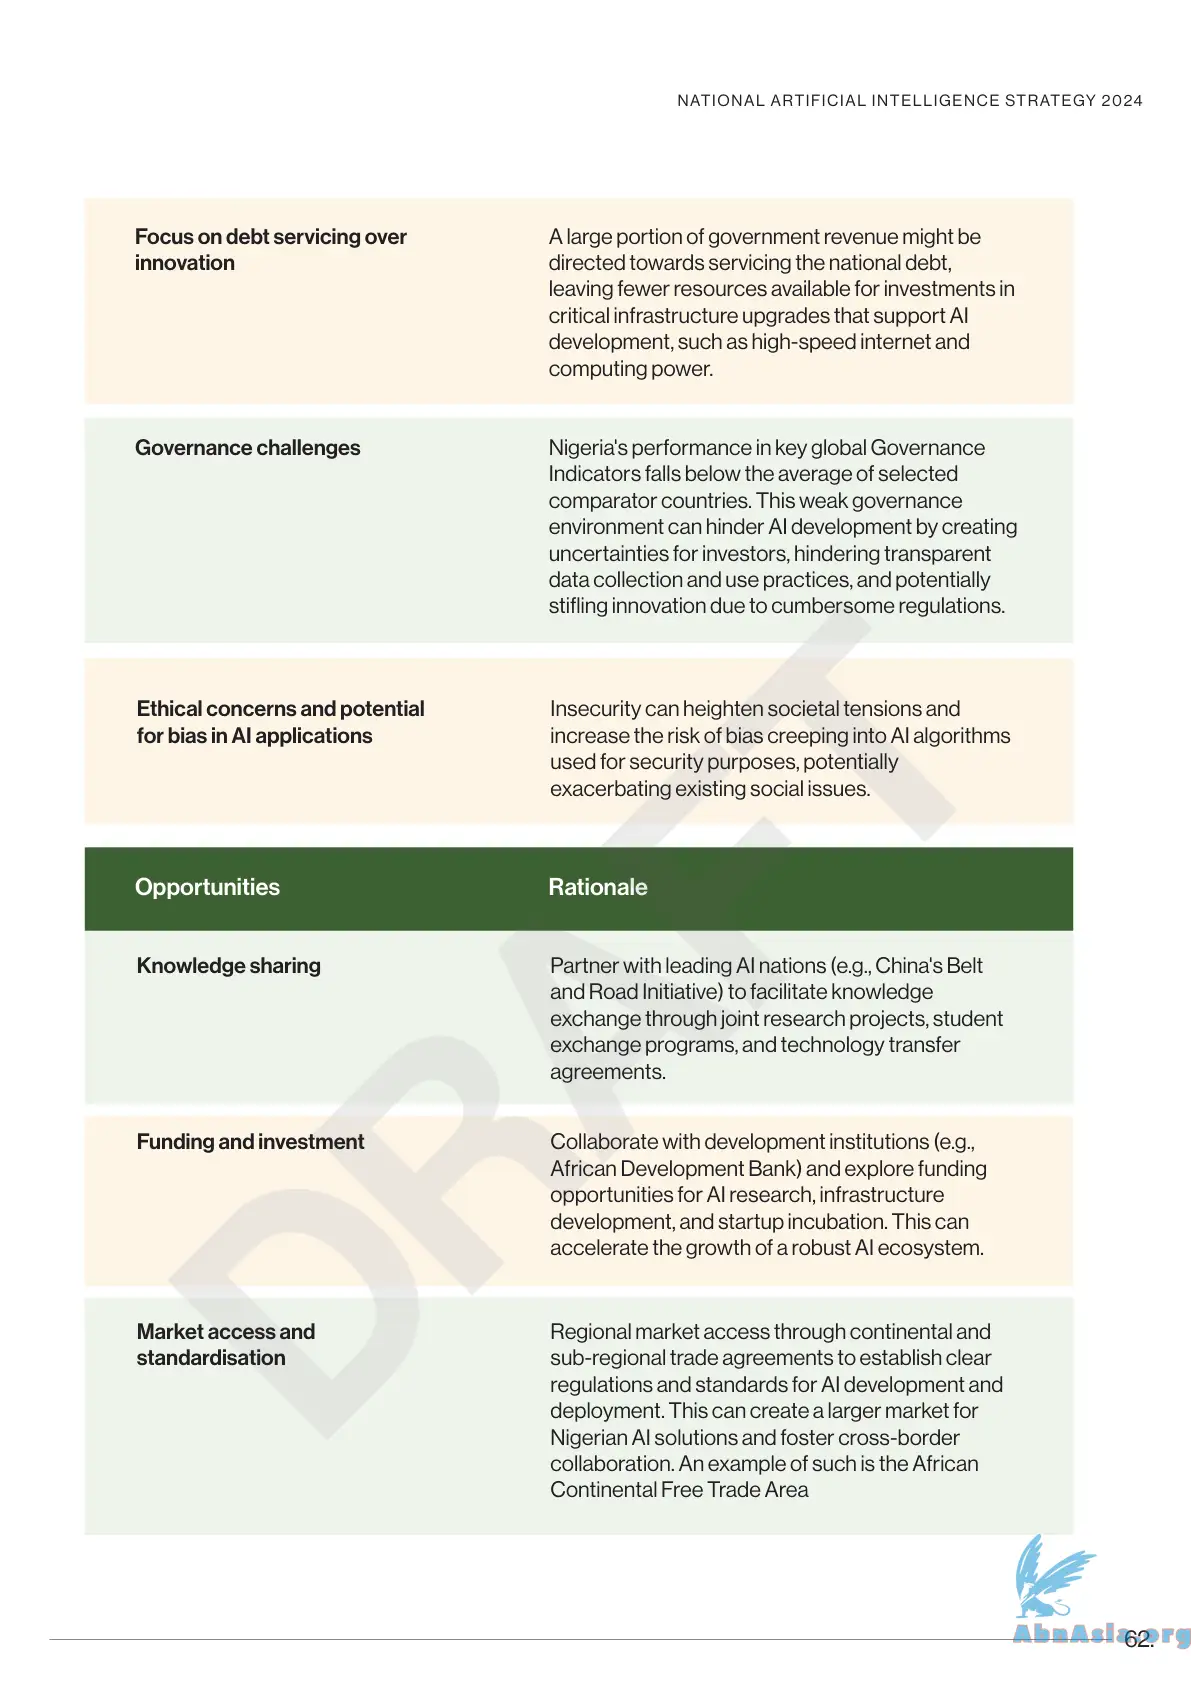 NATIONAL ARTIFICIAL INTELLIGENCE STRATEGY 2024
Focus on debt servicing over
innovation
A large portion of government revenue might be
directed towards servicing the national debt,
leaving fewer resources available for investments in
critical infrastructure upgrades that support AI
development, such as high-speed internet and
computing power.
Governance challenges
Nigeria's performance in key global Governance
Indicators falls below the average of selected
comparator countries. This weak governance
environment can hinder AI development by creating
uncertainties for investors, hindering transparent
data collection and use practices, and potentially
stifling innovation due to cumbersome regulations.
Ethical concerns and potential
for bias in AI applications
Insecurity can heighten societal tensions and
increase the risk of bias creeping into AI algorithms
used for security purposes, potentially
exacerbating existing social issues.
Opportunities
Rationale
Knowledge sharing
Partner with leading AI nations (e.g., China's Belt
and Road Initiative) to facilitate knowledge
exchange through joint research projects, student
exchange programs, and technology transfer
agreements.
Funding and investment
Collaborate with development institutions (e.g.,
African Development Bank) and explore funding
opportunities for AI research, infrastructure
development, and startup incubation. This can
accelerate the growth of a robust AI ecosystem.
Market access and
standardisation
Regional market access through continental and
sub-regional trade agreements to establish clear
regulations and standards for AI development and
deployment. This can create a larger market for
Nigerian AI solutions and foster cross-border
collaboration. An example of such is the African
Continental Free Trade Area
DRAFT
AbnAsia.org
62.